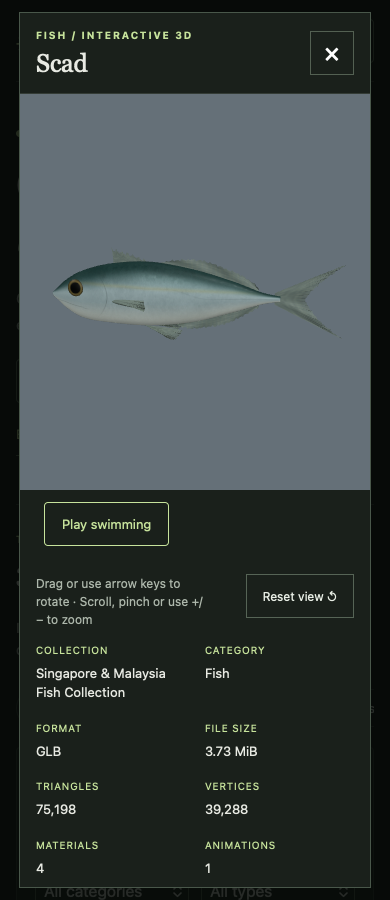 FISH / INTERACTIVE 3D
Scad
×
Play swimming
Drag or use arrow keys to
rotate · Scroll, pinch or use +/
− to zoom
Reset view ↺
COLLECTION
Singapore & Malaysia
Fish Collection
CATEGORY
Fish
FORMAT
GLB
FILE SIZE
3.73 MiB
TRIANGLES
75,198
VERTICES
39,288
MATERIALS
4
ANIMATIONS
1
All categories
All types